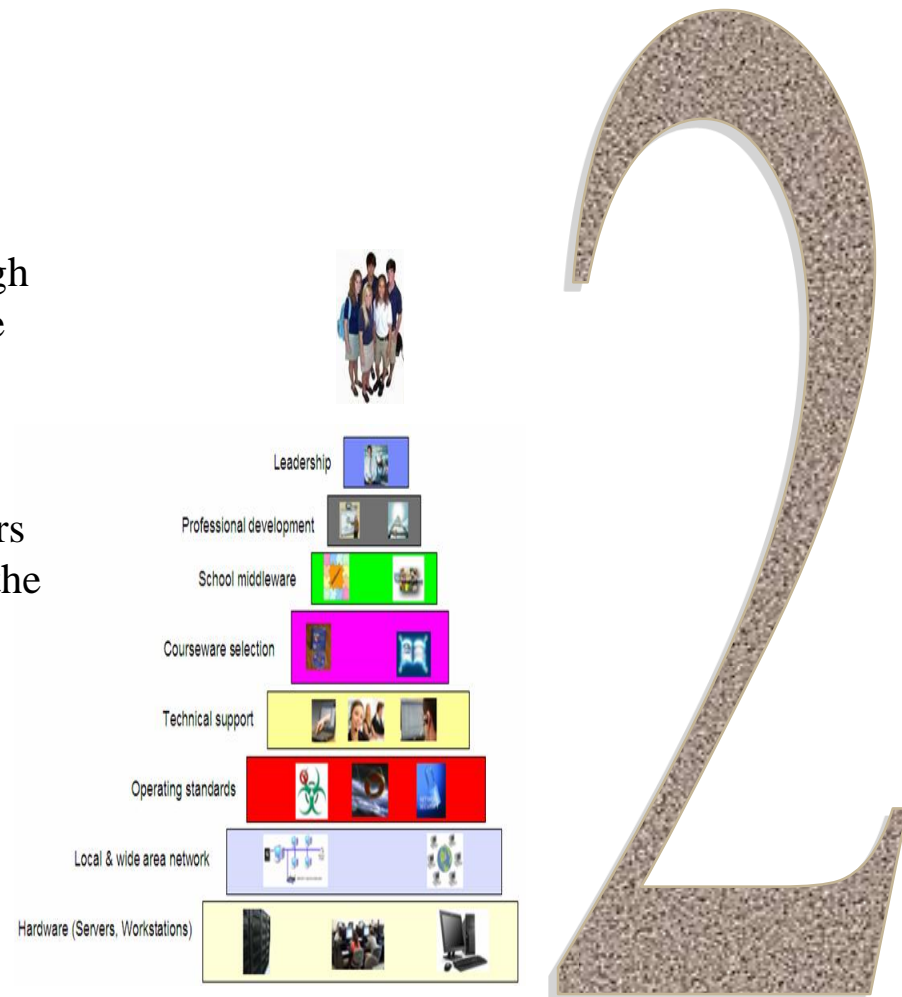 gh
e
rs
the
Leadership
Professional development
School middleware
Courseware selection
Technical support
Operating standards
Local & wide area network
Hardware (Servers, Workstations)
2